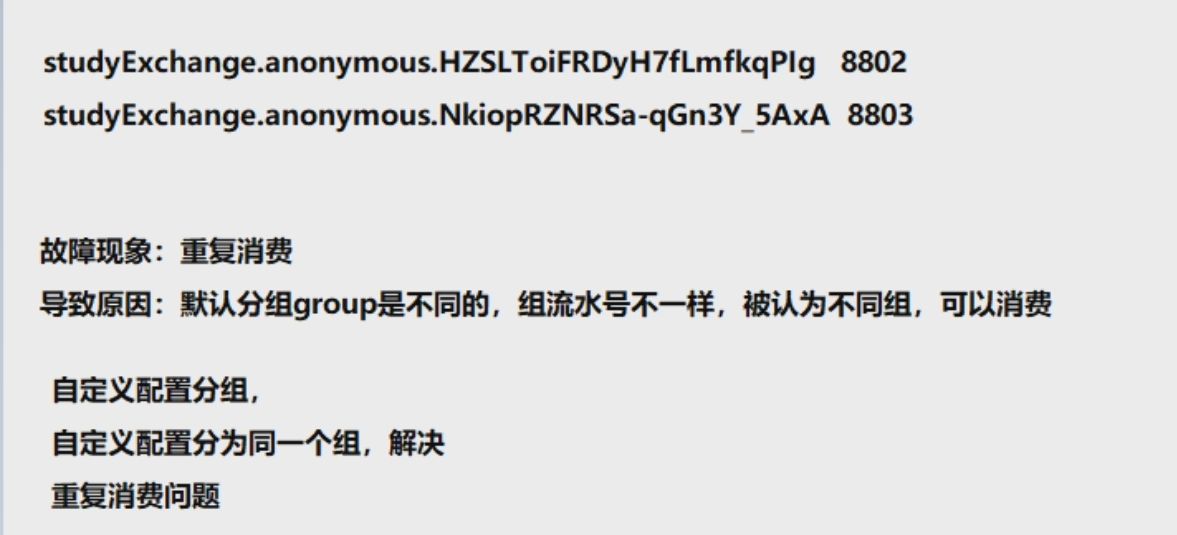 studyExchange.anonymous.HZSLToiFRDyH7fLmfkqPIg 8802
studyExchange.anonymous.NkiopRZNRSa-qGn3Y_5AxA 8803
故障现象：重复消费
导致原因：默认分组group是不同的，组流水号不一样，被认为不同组，可以消费
自定义配置分组，
自定义配置分为同一个组，解决
重复消费问题